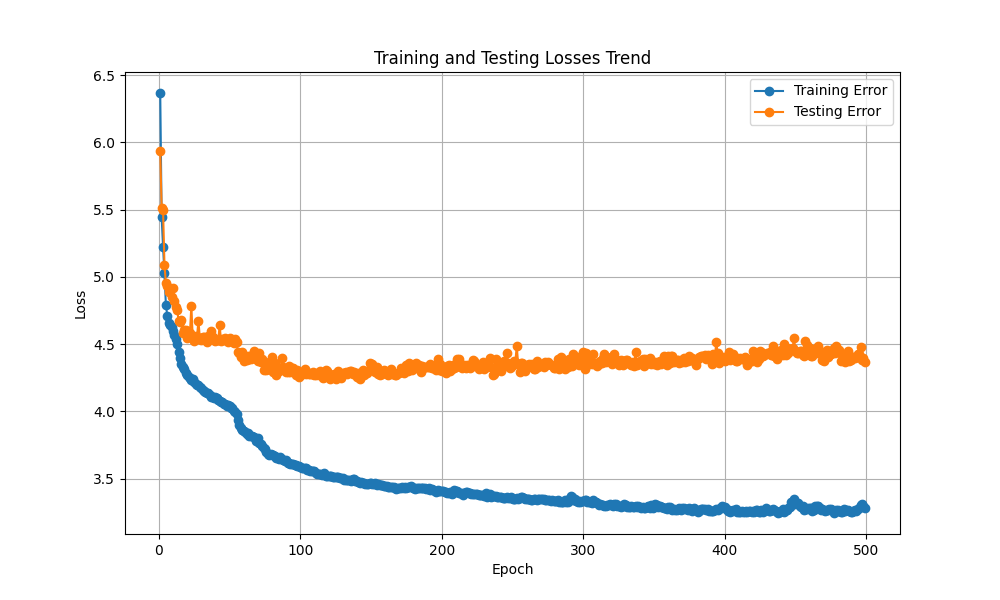 Training and Testing Losses Trend
Training Error
Testing Error
6.5
6.0
5.5
5.0
4.5
4.0
3.5
Loss
0
100
200
300
400
500
Epoch